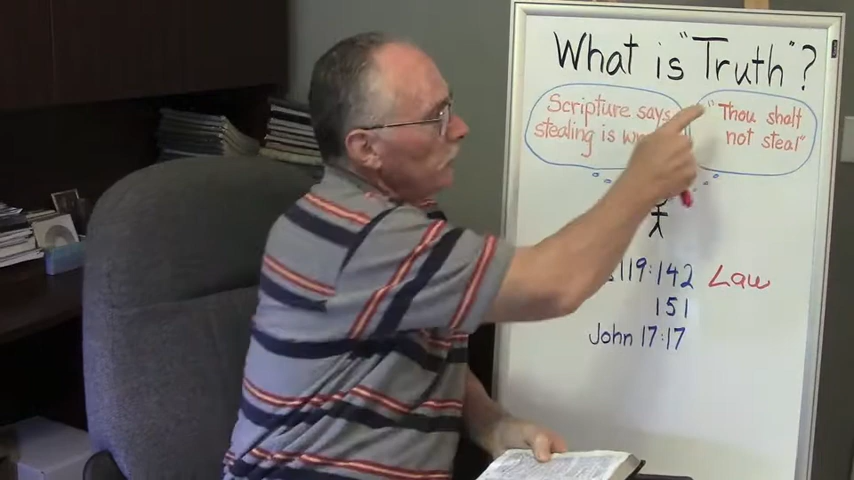 What is "Truth"?
Scripture says
stealing is
"Thou shalt
not steal"
119:142 Law
151
John 17:17